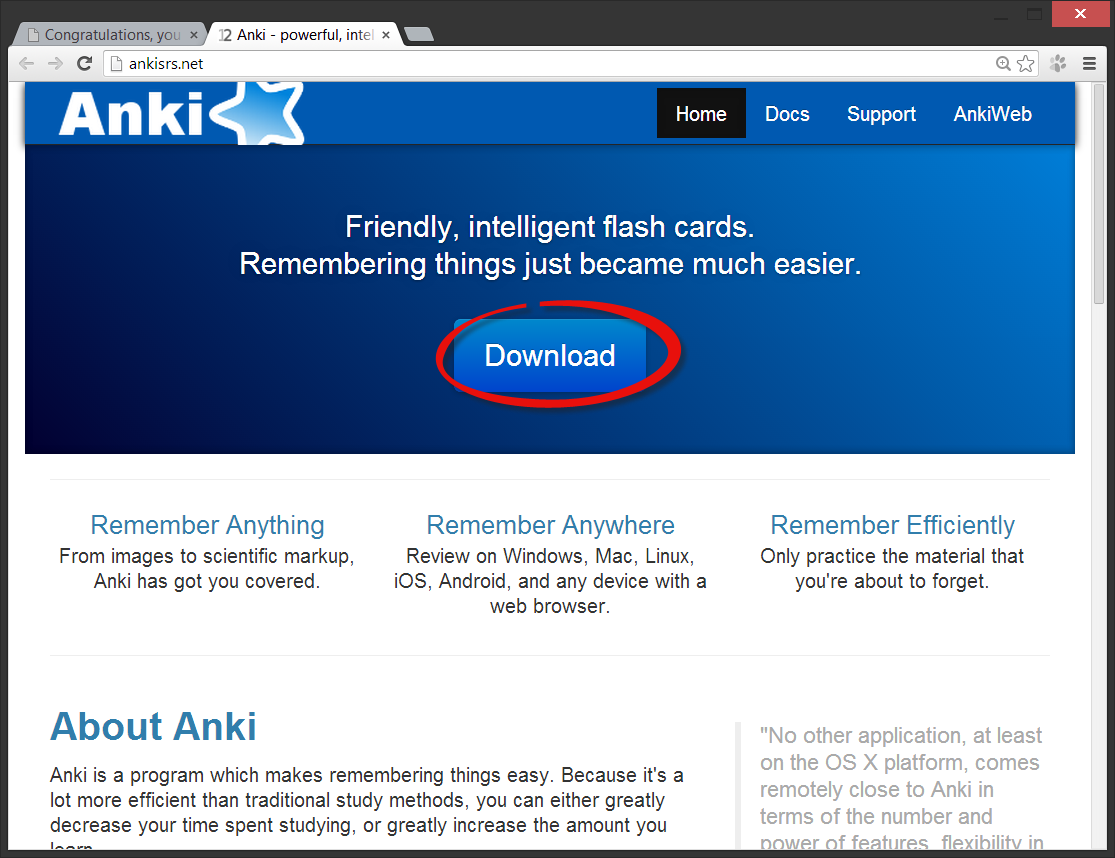 Congratulations, you
12 Anki - powerful, intel
ankisrs.net
Anki
Home
Docs
Support
AnkiWeb
Friendly, intelligent flash cards.
Remembering things just became much easier.
Download
Remember Anything
From images to scientific markup,
Anki has got you covered.
Remember Anywhere
Review on Windows, Mac, Linux,
iOS, Android, and any device with a
web browser.
Remember Efficiently
Only practice the material that
you're about to forget.
About Anki
Anki is a program which makes remembering things easy. Because it's a
lot more efficient than traditional study methods, you can either greatly
decrease your time spent studying, or greatly increase the amount you
learn
"No other application, at least
on the OS X platform, comes
remotely close to Anki in
terms of the number and
power of features, flexibility in